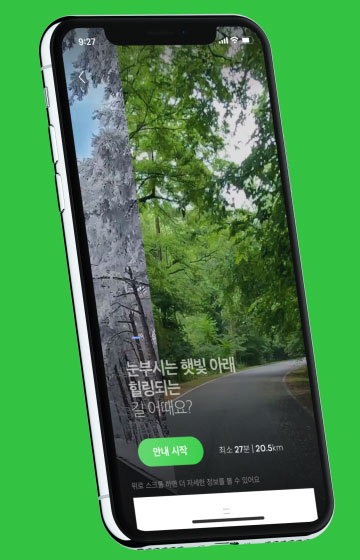 9:27
눈부시는 햇빛 아래
힐링되는
길 어때요?
안내 시작
최소 27분 | 20.5km
위로 스크롤 하면 더 자세한 정보를 볼 수 있어요